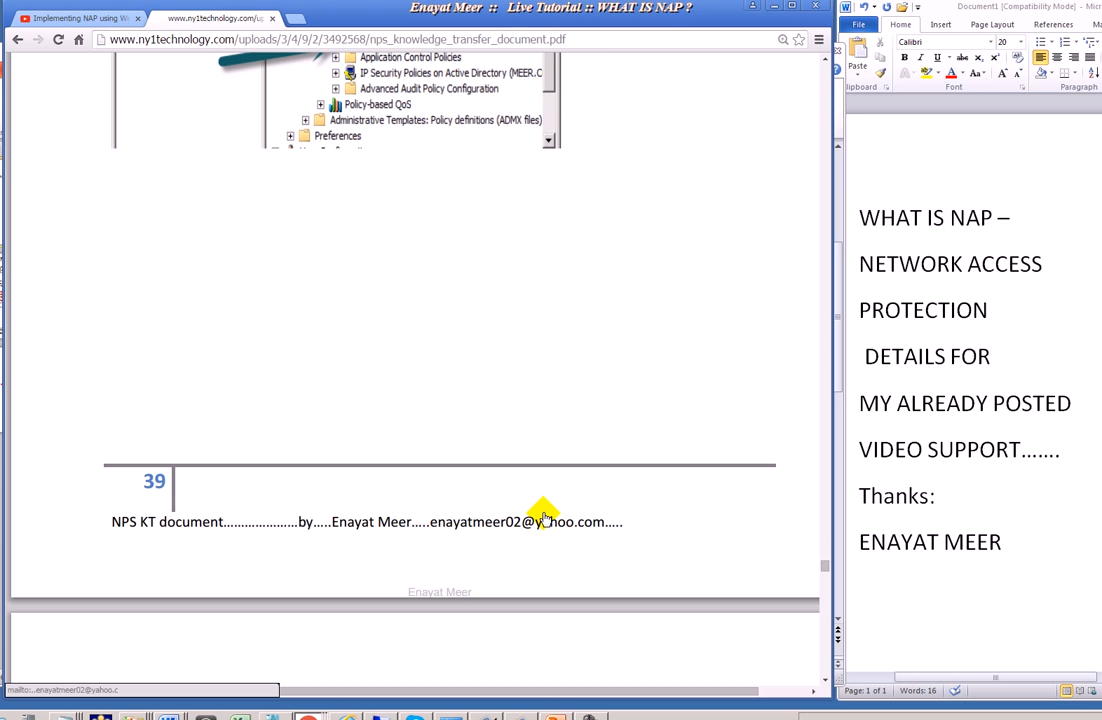 Enayat Meer :: Live Tutorial :: WHAT IS NAP ?
Implementing NAP using W
www.ny1technology.com/up
www.ny1technology.com/uploads/3/4/9/2/3492568/nps_knowledge_transfer_document.pdf
Application Control Policies
IP Security Policies on Active Directory (MEER.C
Advanced Audit Policy Configuration
Policy-based QoS
Administrative Templates: Policy definitions (ADMX files)
Preferences
39
NPS KT document…………………by…..Enayat Meer…..enayatmeer02@yahoo.com…..
Enayat Meer
mailto:..enayatmeer02@yahoo.c
Document1 [Compatibility Mode] - Micr
File Home Insert Page Layout References Ma
Paste
Calibri 20
lipboard Font Paragraph
WHAT IS NAP –
NETWORK ACCESS
PROTECTION
DETAILS FOR
MY ALREADY POSTED
VIDEO SUPPORT…….
Thanks:
ENAYAT MEER
Page: 1 of 1 Words: 16